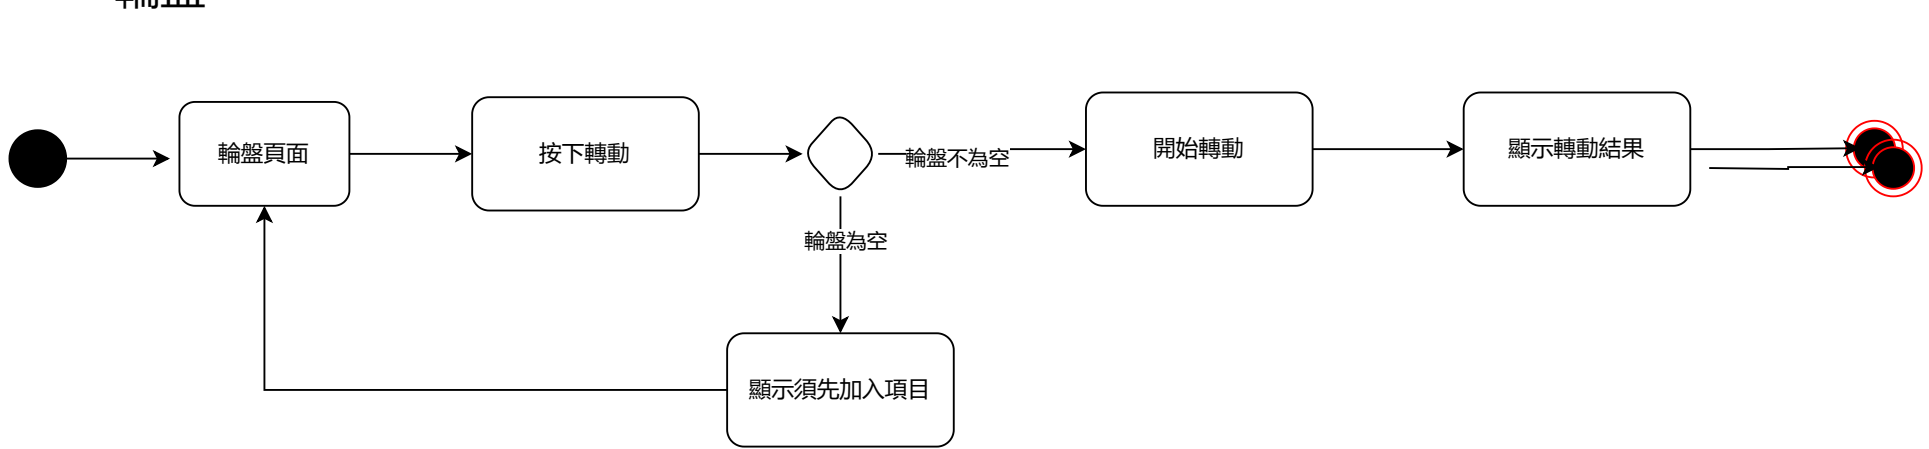 輪盤頁面
按下轉動
輪盤不為空
開始轉動
顯示轉動結果
輪盤為空
顯示須先加入項目